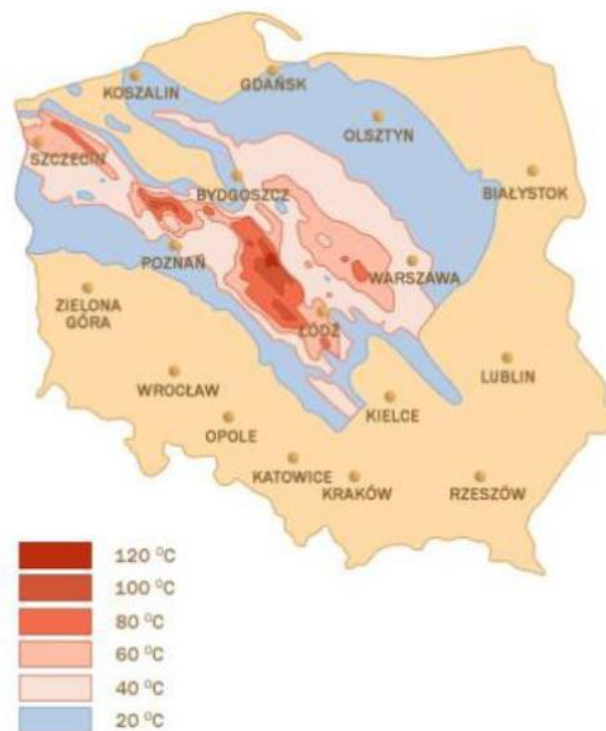 KOSZALIN
GDAŃSK
OLSZTYN
SZCZECIN
BYDGOSZCZ
BIAŁYSTOK
POZNAŃ
WARSZAWA
ZIELONA
GÓRA
ŁÓDŹ
WROCŁAW
LUBLIN
KIELCE
OPOLE
KATOWICE
KRAKÓW
RZESZÓW
120 °C
100 °C
80 °C
60 °C
40 °C
20 °C